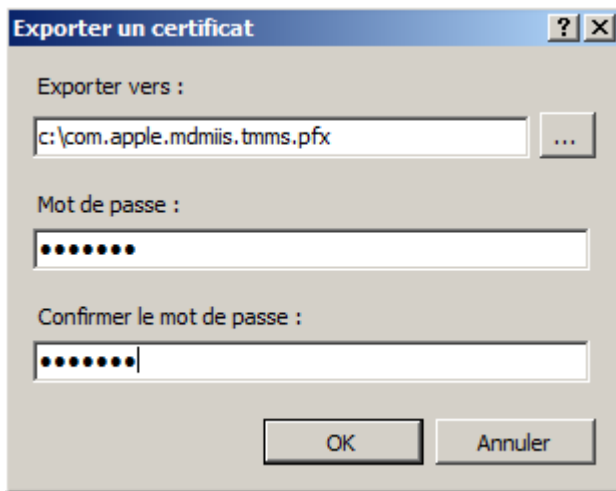 Exporter un certificat
Exporter vers :
c:\com.apple.mdmiis.tmms.pfx
...
Mot de passe :
●●●●●●●
Confirmer le mot de passe :
●●●●●●●
OK
Annuler